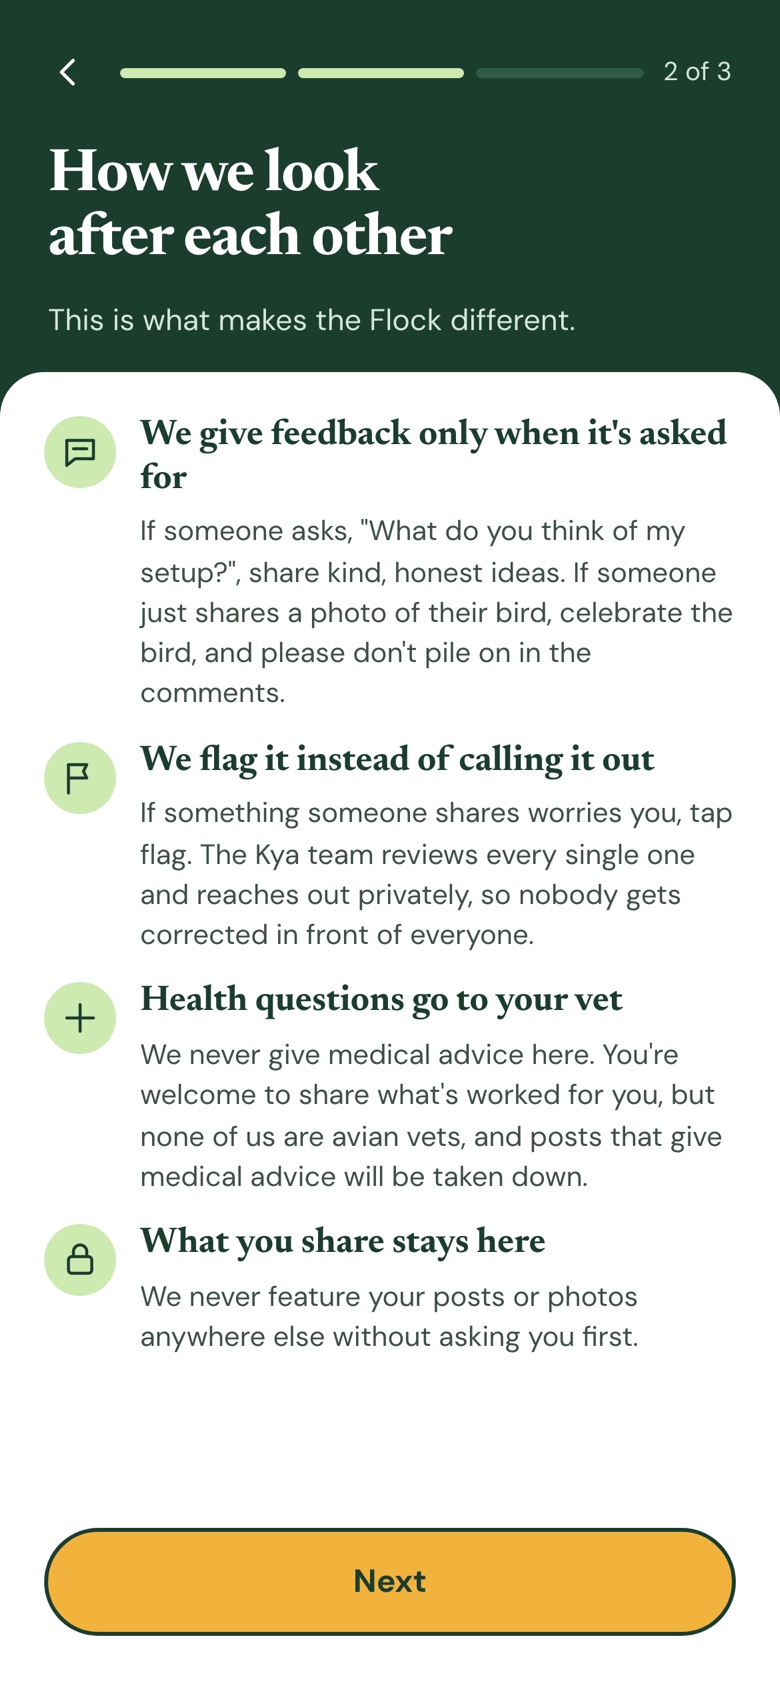 2 of 3
How we look
after each other
This is what makes the Flock different.
We give feedback only when it's asked
for
If someone asks, "What do you think of my
setup?", share kind, honest ideas. If someone
just shares a photo of their bird, celebrate the
bird, and please don't pile on in the
comments.
We flag it instead of calling it out
If something someone shares worries you, tap
flag. The Kya team reviews every single one
and reaches out privately, so nobody gets
corrected in front of everyone.
Health questions go to your vet
We never give medical advice here. You're
welcome to share what's worked for you, but
none of us are avian vets, and posts that give
medical advice will be taken down.
What you share stays here
We never feature your posts or photos
anywhere else without asking you first.
Next